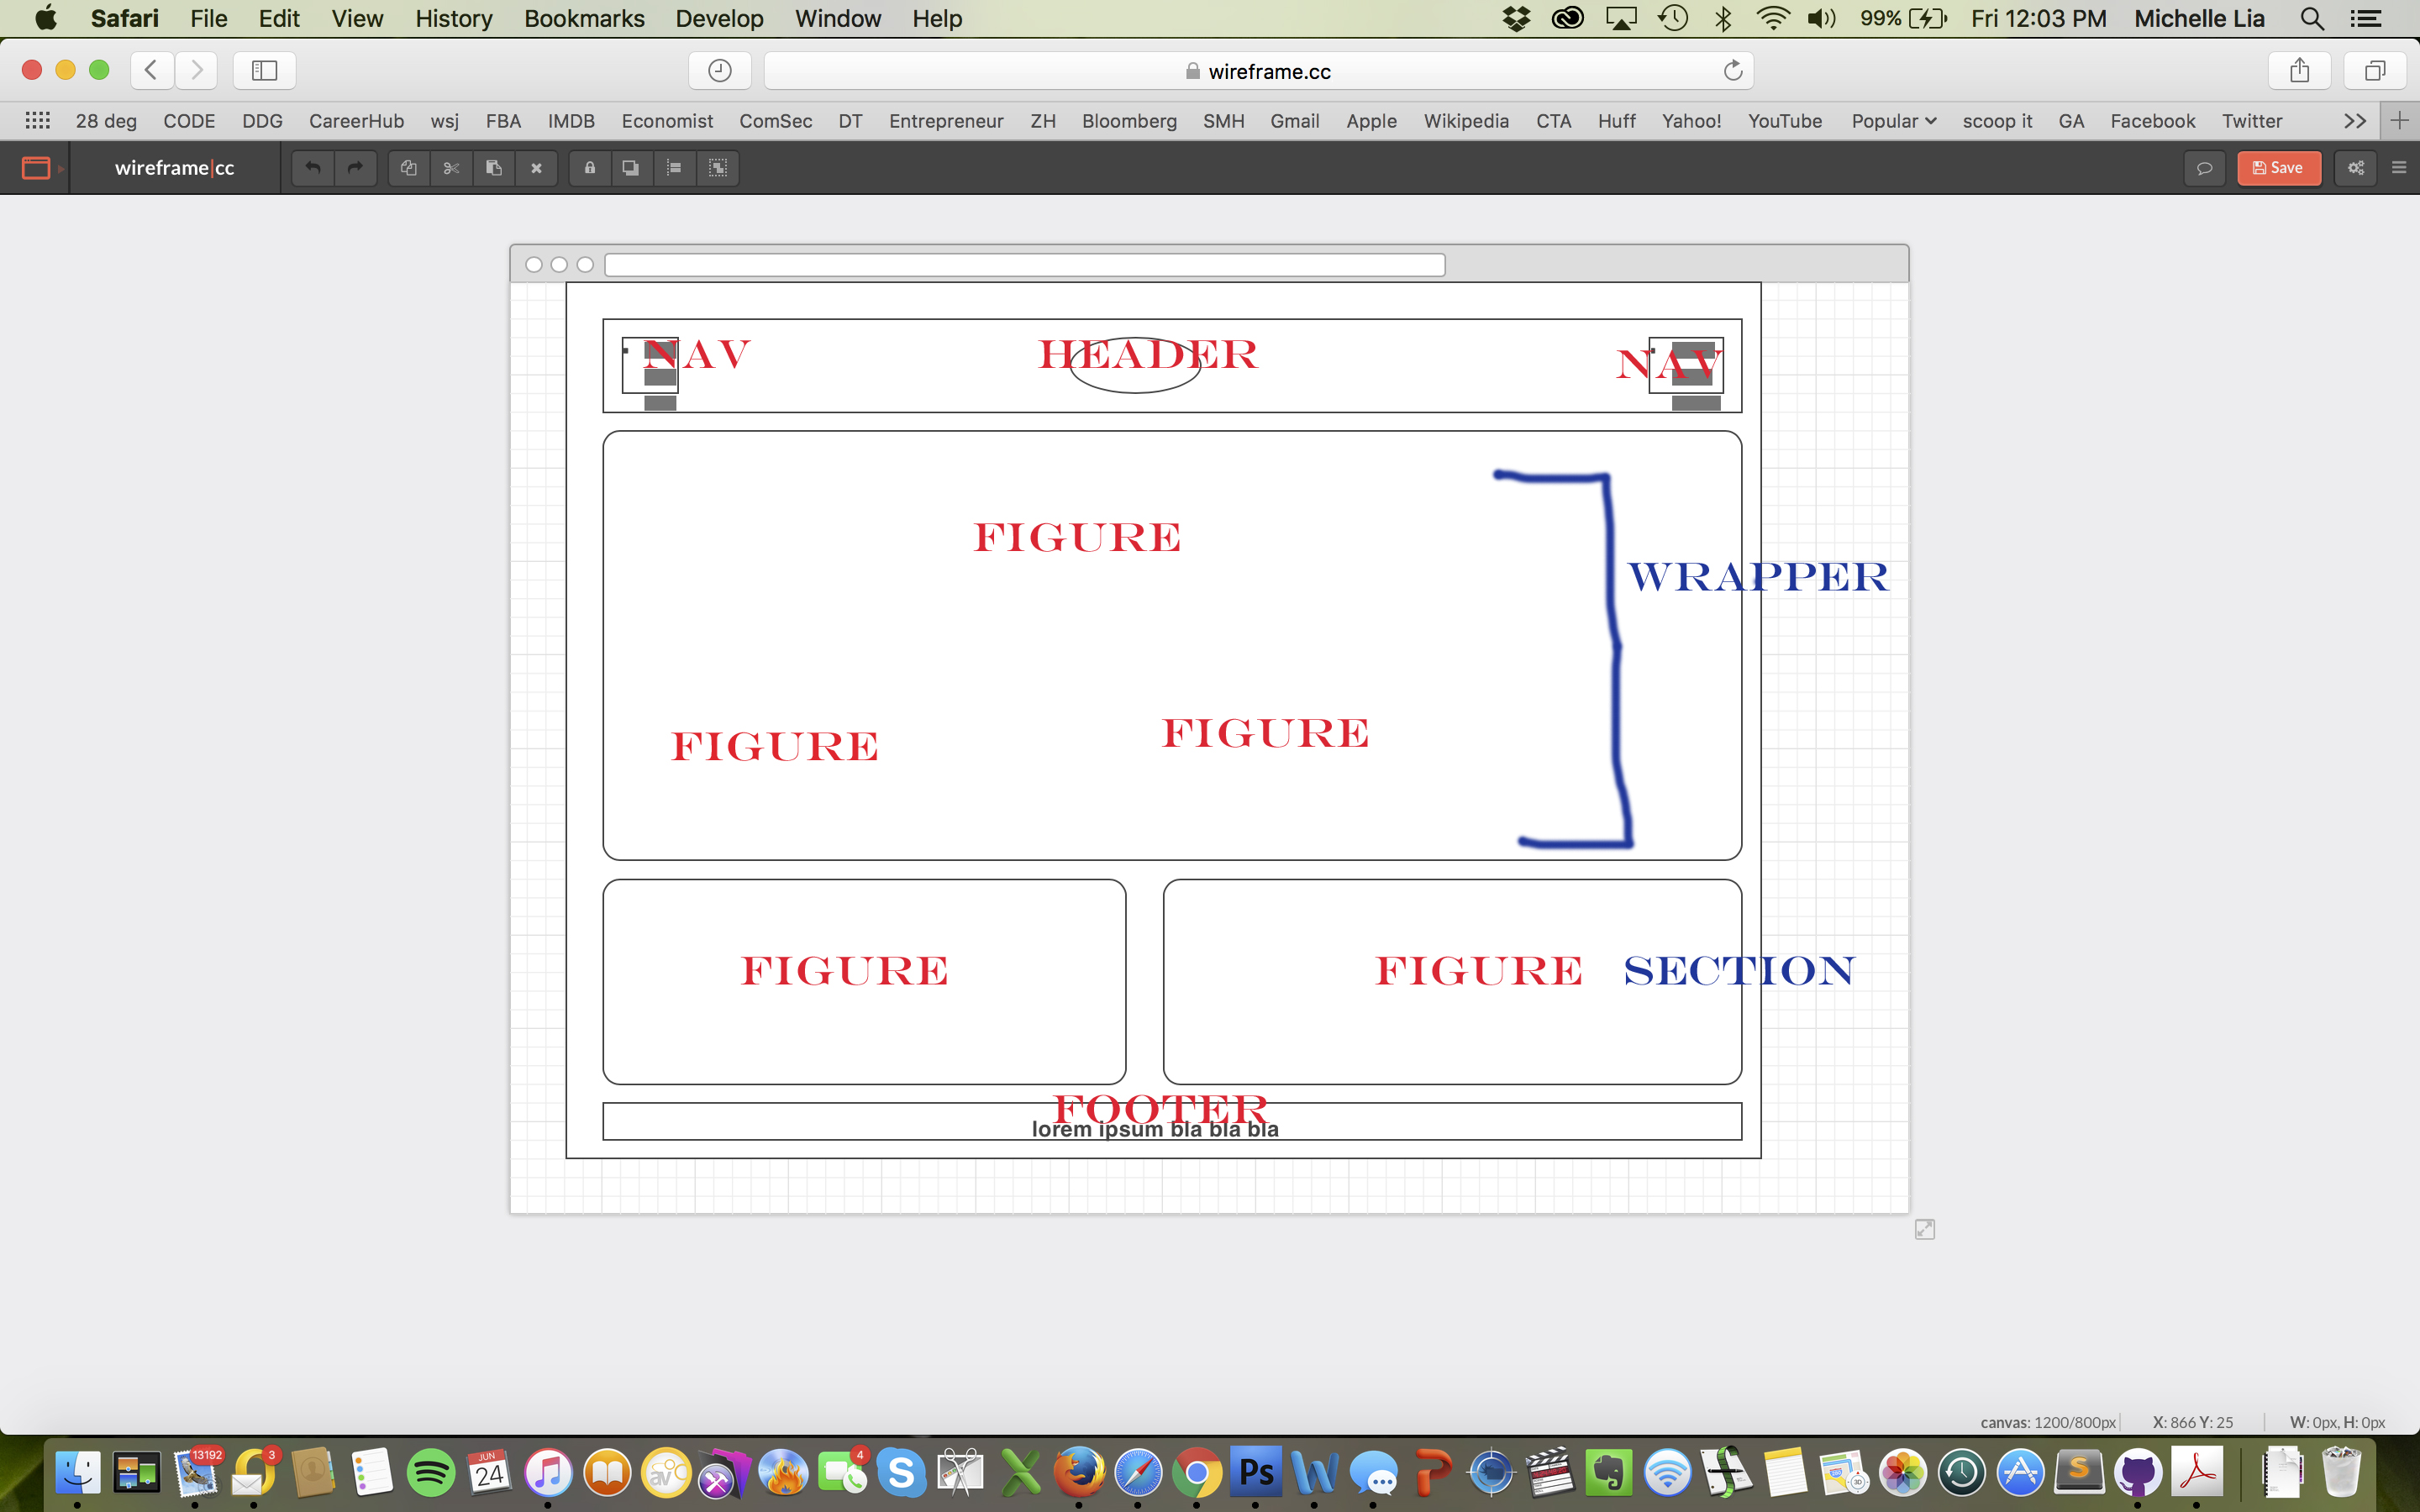 Safari File Edit View History Bookmarks Develop Window Help 99% Fri 12:03 PM Michelle Lia
wireframe.cc
28 deg CODE DDG CareerHub wsj FBA IMDB Economist ComSec DT Entrepreneur ZH Bloomberg SMH Gmail Apple Wikipedia CTA Huff Yahoo! YouTube Popular scoop it GA Facebook Twitter
wireframe|cc Save
NAV HEADER NAV
FIGURE
WRAPPER
FIGURE FIGURE
FIGURE FIGURE SECTION
FOOTER
lorem ipsum bla bla bla
canvas: 1200/800px X: 866 Y: 25 W: 0px, H: 0px
13192 3 JUN 24 av 4 S Ps W S